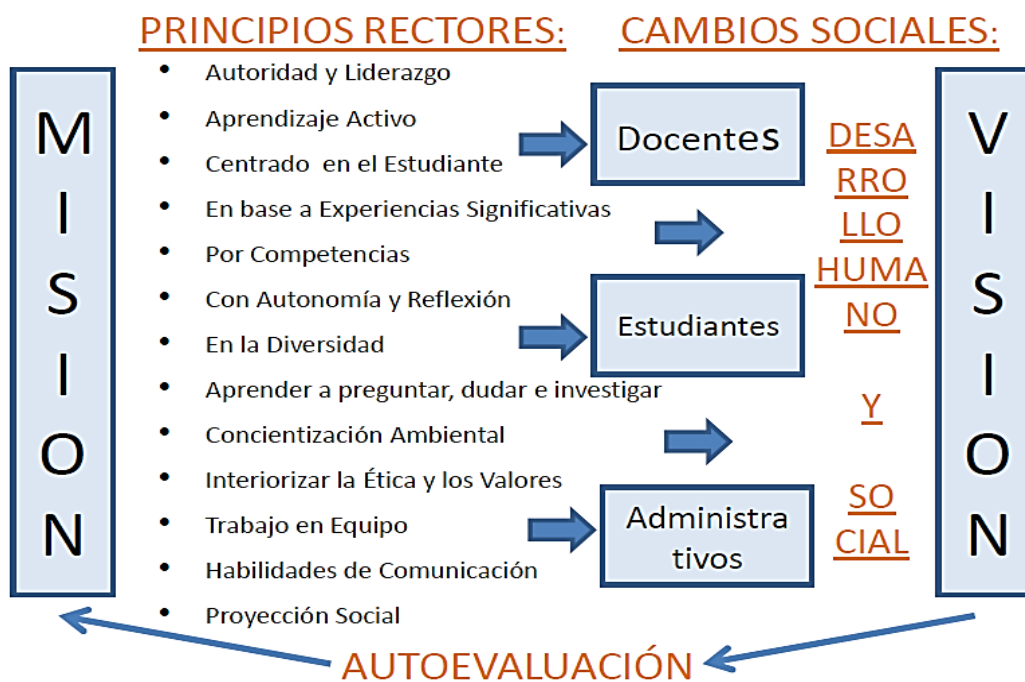 PRINCIPIOS RECTORES:
CAMBIOS SOCIALES:
M
I
S
I
O
N
• Autoridad y Liderazgo
• Aprendizaje Activo
• Centrado en el Estudiante
• En base a Experiencias Significativas
• Por Competencias
• Con Autonomía y Reflexión
• En la Diversidad
• Aprender a preguntar, dudar e investigar
• Concientización Ambiental
• Interiorizar la Ética y los Valores
• Trabajo en Equipo
• Habilidades de Comunicación
• Proyección Social
Docentes
Estudiantes
Administra
tivos
DESA
RRO
LLO
HUMA
NO
Y
SO
CIAL
V
I
S
I
O
N
AUTOEVALUACIÓN